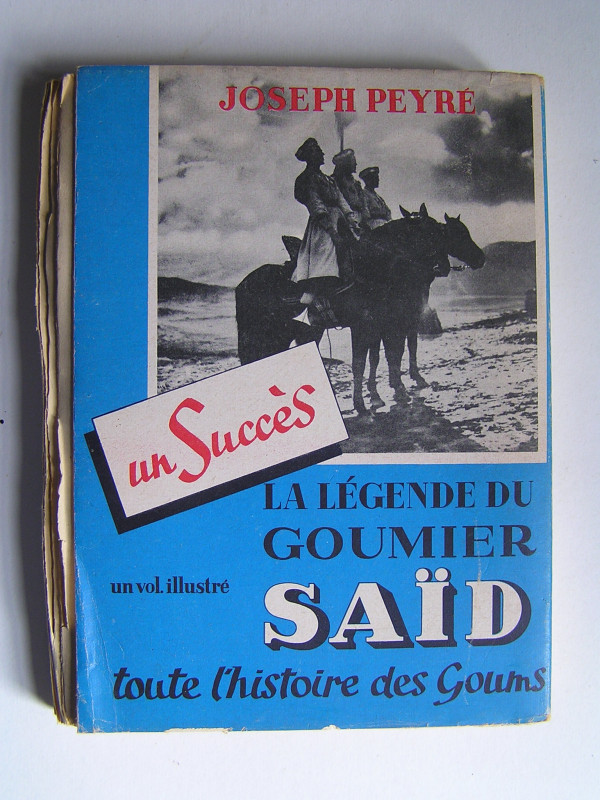 JOSEPH PEYRÉ
un Succès
LA LÉGENDE DU
GOUMIER
un vol. illustré
SAÏD
toute l'histoire des Goums